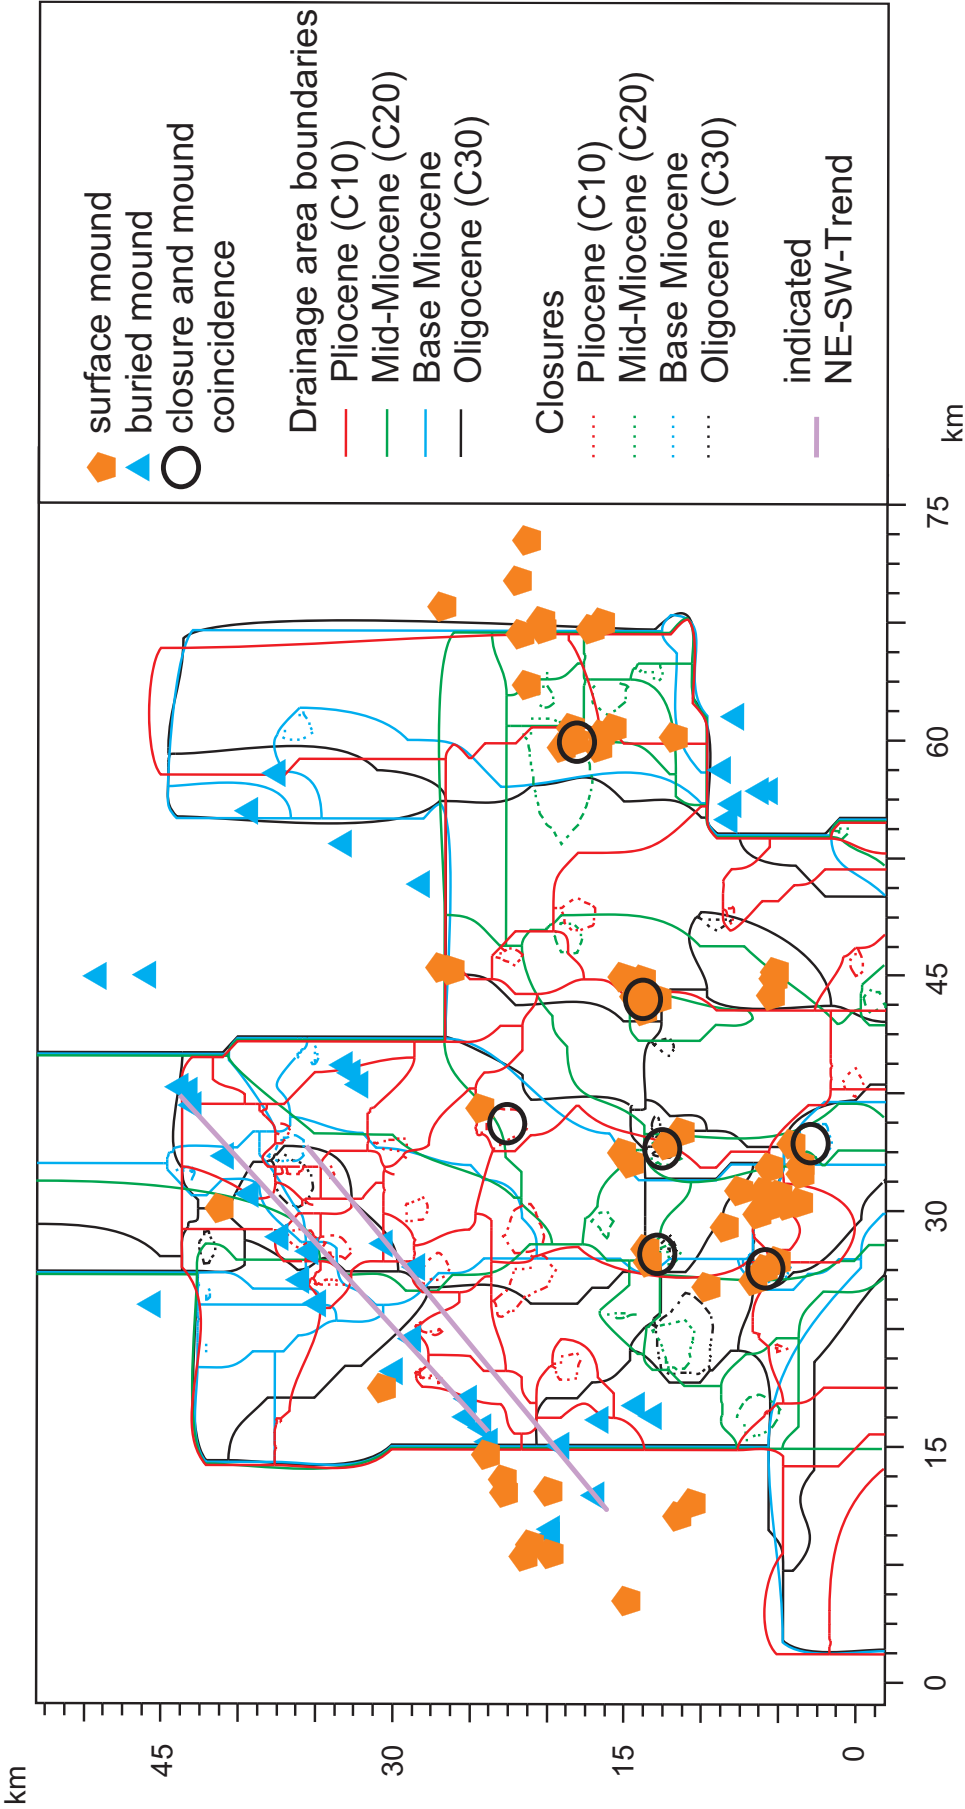 surface mound
buried mound
closure and mound
coincidence
Drainage area boundaries
Pliocene (C10)
Mid-Miocene (C20)
Base Miocene
Oligocene (C30)
Closures
Pliocene (C10)
Mid-Miocene (C20)
Base Miocene
Oligocene (C30)
indicated
NE-SW-Trend
km
45
30
15
0
0
15
30
45
60
75
km